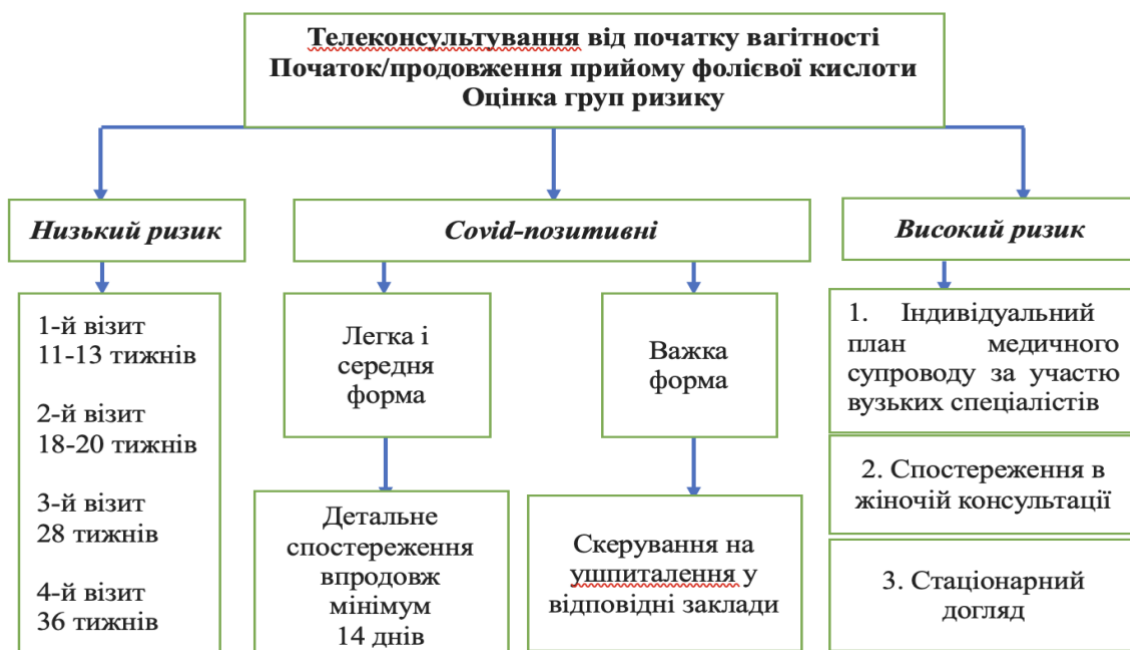 Телеконсультування від початку вагітності
Початок/продовження прийому фолієвої кислоти
Оцінка груп ризику
Низький ризик
Covid-позитивні
Високий ризик
1-й візит
11-13 тижнів
2-й візит
18-20 тижнів
3-й візит
28 тижнів
4-й візит
36 тижнів
Легка і
середня
форма
Важка
форма
Детальне
спостереження
впродовж
мінімум
14 днів
Скерування на
ушпиталення у
відповідні заклади
1. Індивідуальний
план медичного
супроводу за участю
вузьких спеціалістів
2. Спостереження в
жіночій консультації
3. Стаціонарний
догляд